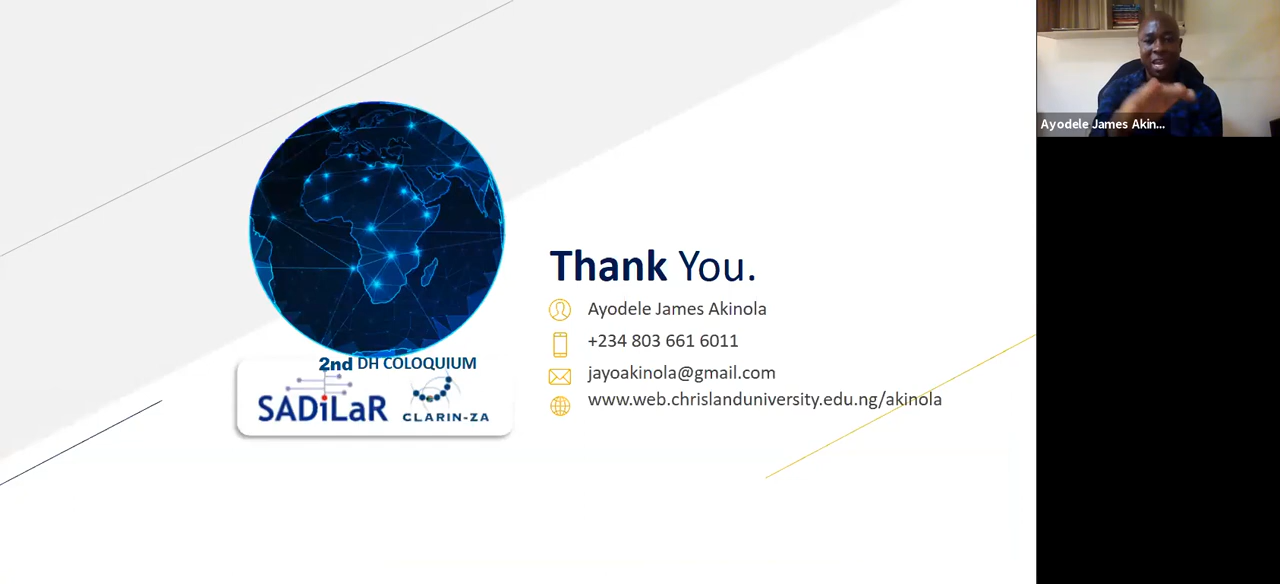 Ayodele James Akin...
2nd DH COLOQUIUM
SADiLaR
CLARIN-ZA
Thank You.
Ayodele James Akinola
+234 803 661 6011
jayoakinola@gmail.com
www.web.chrislanduniversity.edu.ng/akinola